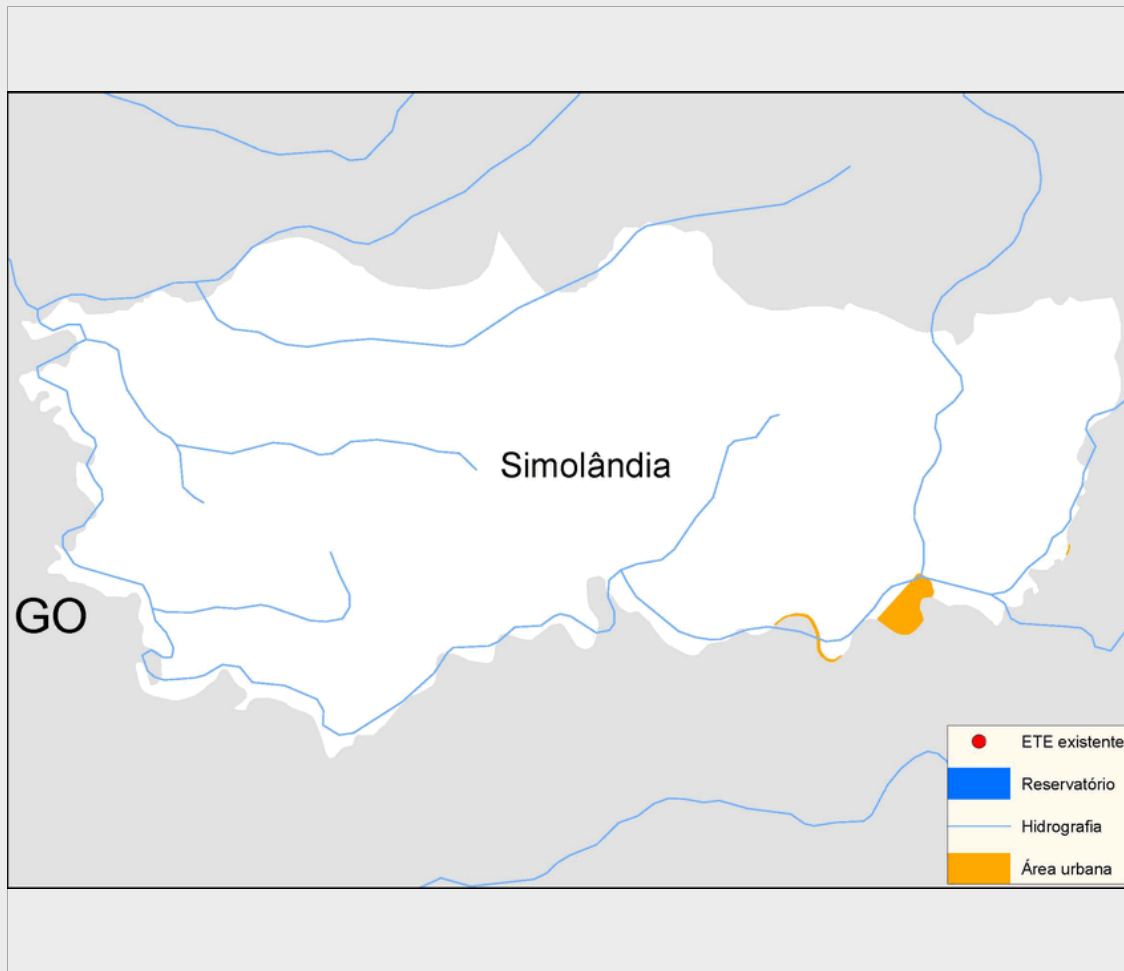 Simolândia
GO
ETE existente
Reservatório
Hidrografia
Área urbana